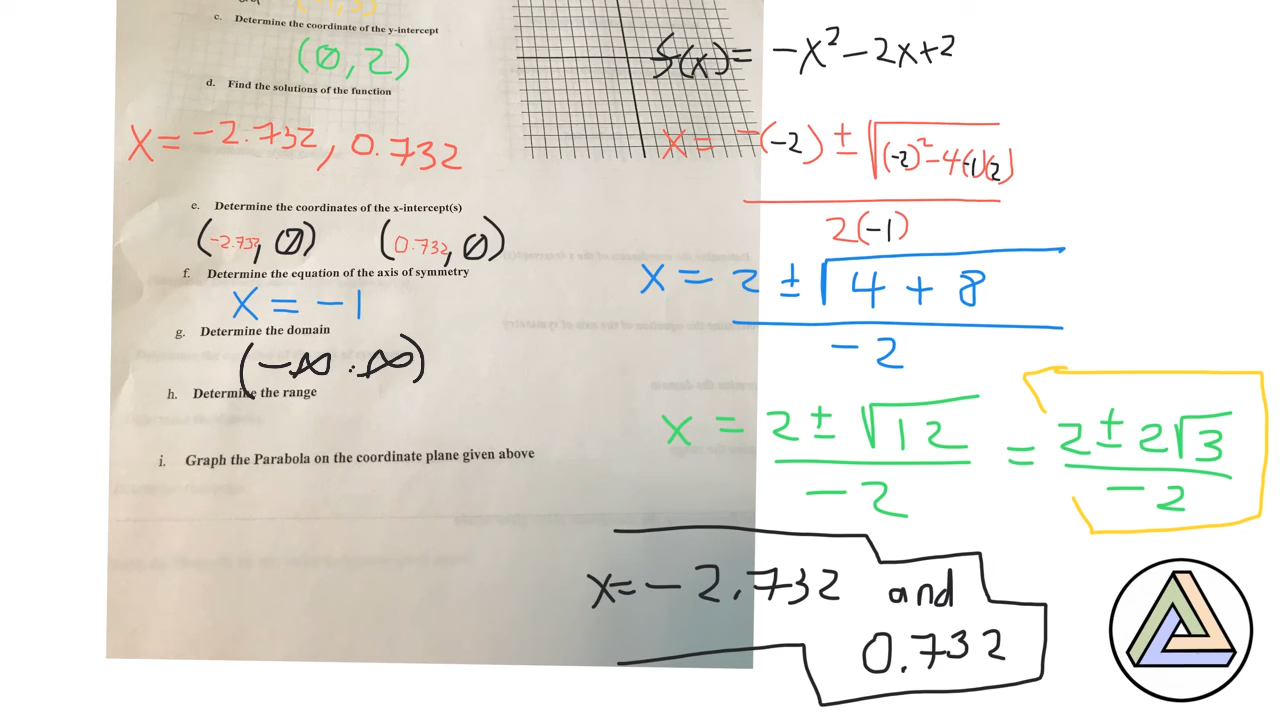 c. Determine the coordinate of the y-intercept
(0, 2)
d. Find the solutions of the function
X = -2.732, 0.732
e. Determine the coordinates of the x-intercept(s)
(-2.732, 0) (0.732, 0)
f. Determine the equation of the axis of symmetry
X = -1
g. Determine the domain
(-∞, ∞)
h. Determine the range
i. Graph the Parabola on the coordinate plane given above
f(x) = -x² - 2x + 2
X = -(-2) ± √(-2)² - 4(-1)(2)
2(-1)
X = 2 ± √4 + 8
-2
X = 2 ± √12 = 2 ± 2√3
-2 -2
x = -2.732 and
0.732